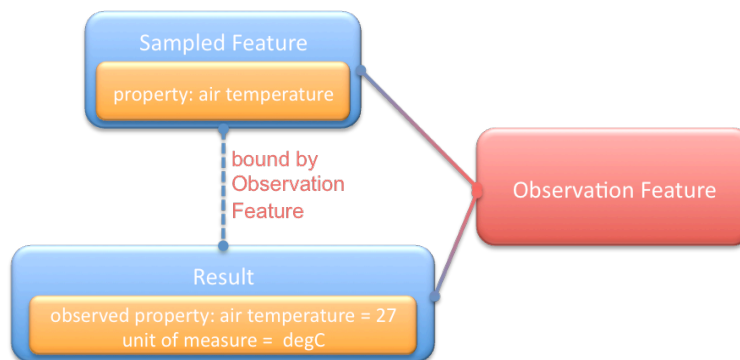 Sampled Feature
property: air temperature
bound by
Observation
Feature
Observation Feature
Result
observed property: air temperature = 27
unit of measure = degC